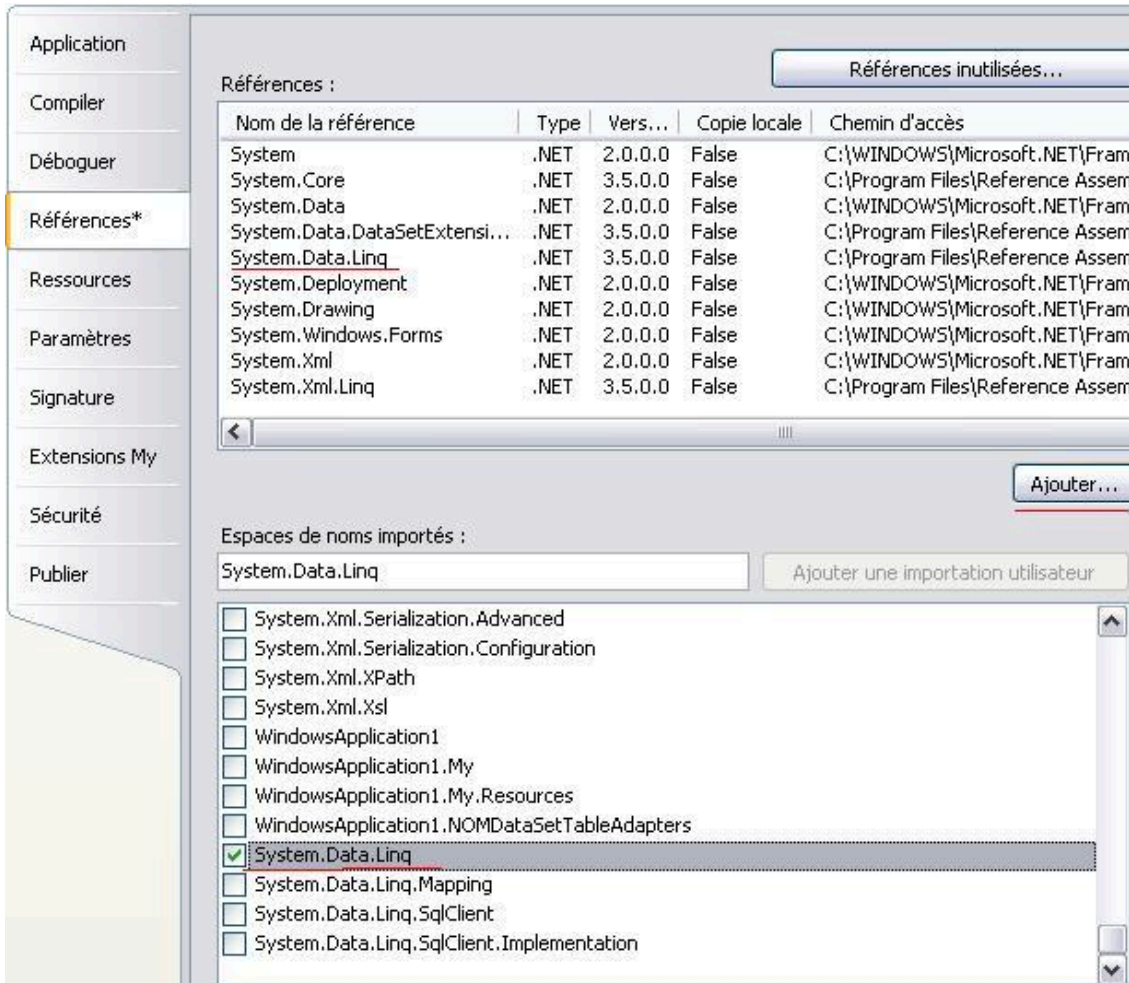 Application
Compiler
Déboguer
Références*
Ressources
Paramètres
Signature
Extensions My
Sécurité
Publier
Références inutilisées...
Références :
Nom de la référence Type Vers... Copie locale Chemin d'accès
System .NET 2.0.0.0 False C:\WINDOWS\Microsoft.NET\Fram
System.Core .NET 3.5.0.0 False C:\Program Files\Reference Assem
System.Data .NET 2.0.0.0 False C:\WINDOWS\Microsoft.NET\Fram
System.Data.DataSetExtensi... .NET 3.5.0.0 False C:\Program Files\Reference Assem
System.Data.Linq .NET 3.5.0.0 False C:\Program Files\Reference Assem
System.Deployment .NET 2.0.0.0 False C:\WINDOWS\Microsoft.NET\Fram
System.Drawing .NET 2.0.0.0 False C:\WINDOWS\Microsoft.NET\Fram
System.Windows.Forms .NET 2.0.0.0 False C:\WINDOWS\Microsoft.NET\Fram
System.Xml .NET 2.0.0.0 False C:\WINDOWS\Microsoft.NET\Fram
System.Xml.Linq .NET 3.5.0.0 False C:\Program Files\Reference Assem
Ajouter...
Espaces de noms importés :
System.Data.Linq Ajouter une importation utilisateur
System.Xml.Serialization.Advanced
System.Xml.Serialization.Configuration
System.Xml.XPath
System.Xml.Xsl
WindowsApplication1
WindowsApplication1.My
WindowsApplication1.My.Resources
WindowsApplication1.NOMDataSetTableAdapters
System.Data.Linq
System.Data.Linq.Mapping
System.Data.Linq.SqlClient
System.Data.Linq.SqlClient.Implementation